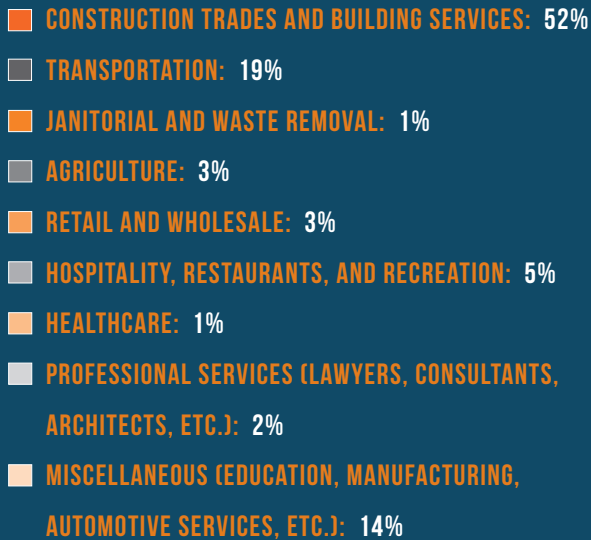 CONSTRUCTION TRADES AND BUILDING SERVICES: 52%
TRANSPORTATION: 19%
JANITORIAL AND WASTE REMOVAL: 1%
AGRICULTURE: 3%
RETAIL AND WHOLESALE: 3%
HOSPITALITY, RESTAURANTS, AND RECREATION: 5%
HEALTHCARE: 1%
PROFESSIONAL SERVICES (LAWYERS, CONSULTANTS,
ARCHITECTS, ETC.): 2%
MISCELLANEOUS (EDUCATION, MANUFACTURING,
AUTOMOTIVE SERVICES, ETC.): 14%